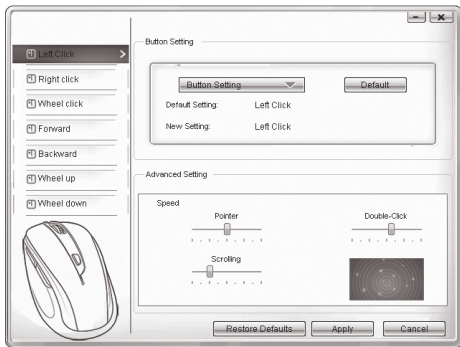 Left Click
Right click
Wheel click
Forward
Backward
Wheel up
Wheel down
Button Setting
Button Setting
Default
Default Setting: Left Click
New Setting: Left Click
Advanced Setting
Speed
Pointer
Double-Click
Scrolling
Restore Defaults
Apply
Cancel